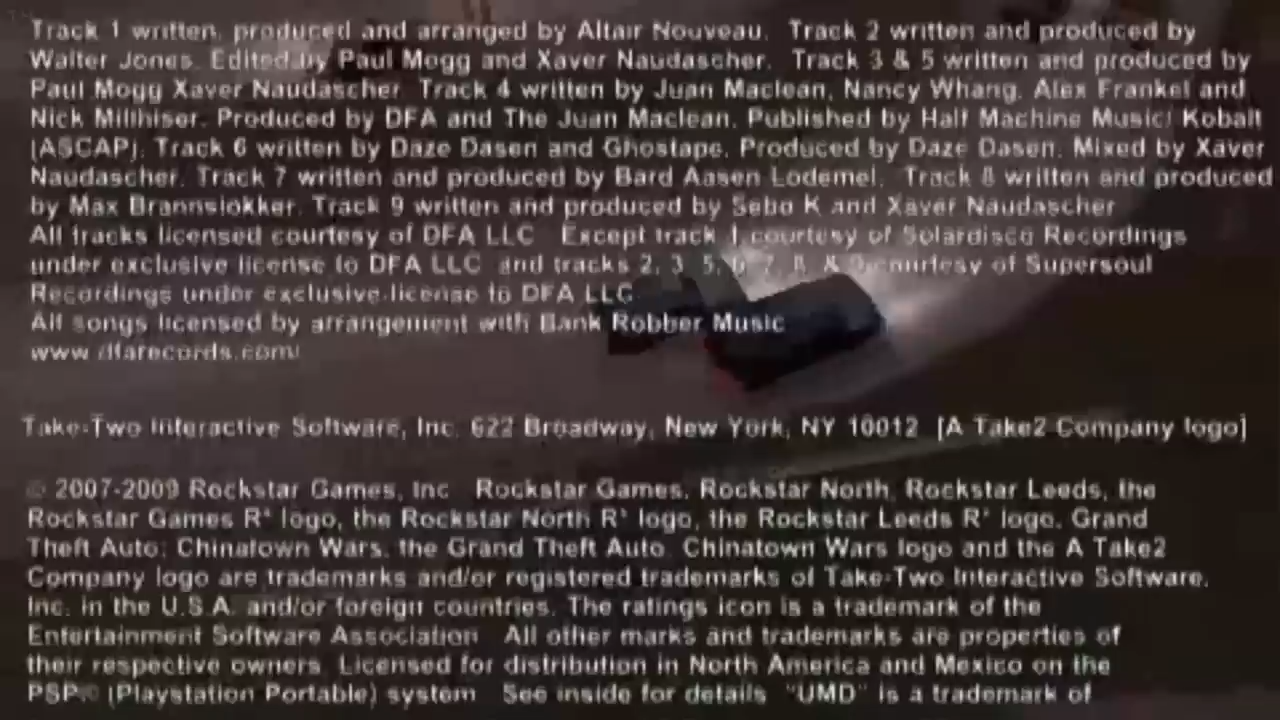 Track 1 written, produced and arranged by Altair Nouveau. Track 2 written and produced by
Walter Jones. Edited by Paul Mogg and Xaver Naudascher. Track 3 & 5 written and produced by
Paul Mogg Xaver Naudascher Track 4 written by Juan Maclean, Nancy Whang, Alex Frankel and
Nick Millhiser. Produced by DFA and The Juan Maclean. Published by Half Machine Music/ Kobalt
(ASCAP). Track 6 written by Daze Dasen and Ghostape. Produced by Daze Dasen. Mixed by Xaver
Naudascher. Track 7 written and produced by Bard Aasen Lodemel. Track 8 written and produced
by Max Brannslokker. Track 9 written and produced by Sebo K and Xaver Naudascher
All tracks licensed courtesy of DFA LLC Except track 1 courtesy of Solardisco Recordings
under exclusive license to DFA LLC and tracks 2, 3, 5, 6, 7, 8, & 9 courtesy of Supersoul
Recordings under exclusive license to DFA LLC
All songs licensed by arrangement with Bank Robber Music
www.dfarecords.com/
Take-Two Interactive Software, Inc. 622 Broadway, New York, NY 10012 [A Take2 Company logo]
© 2007-2009 Rockstar Games, Inc Rockstar Games, Rockstar North, Rockstar Leeds, the
Rockstar Games R* logo, the Rockstar North R* logo, the Rockstar Leeds R* logo, Grand
Theft Auto: Chinatown Wars, the Grand Theft Auto: Chinatown Wars logo and the A Take2
Company logo are trademarks and/or registered trademarks of Take-Two Interactive Software,
Inc. in the U.S.A. and/or foreign countries. The ratings icon is a trademark of the
Entertainment Software Association All other marks and trademarks are properties of
their respective owners. Licensed for distribution in North America and Mexico on the
PSP® (Playstation Portable) system See inside for details "UMD" is a trademark of